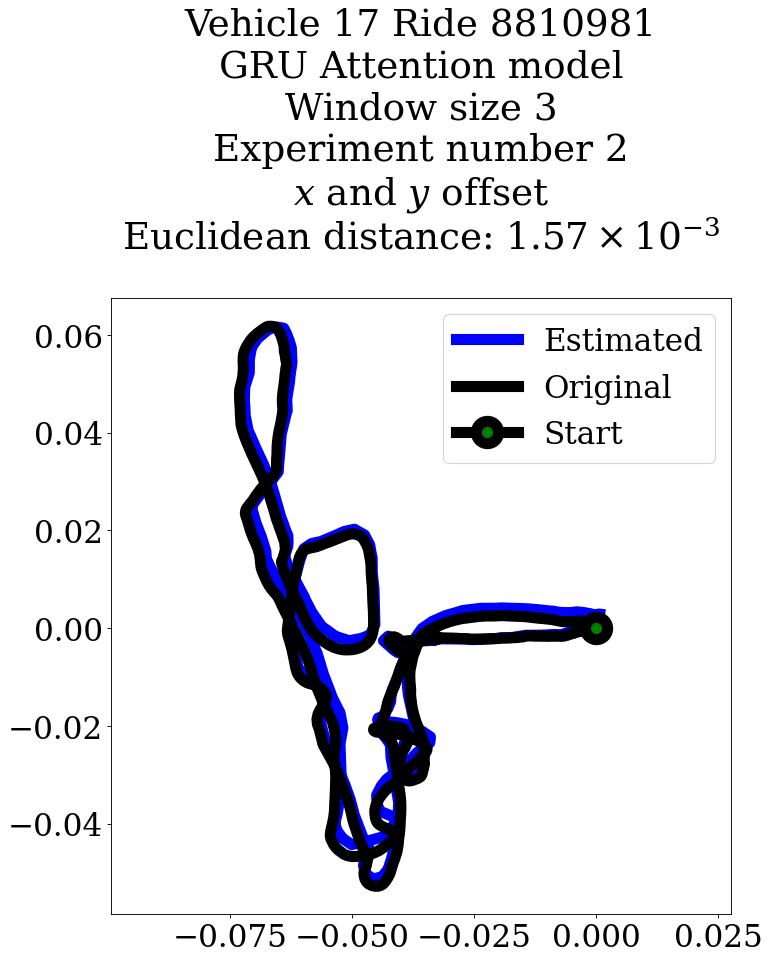 Vehicle 17 Ride 8810981
GRU Attention model
Window size 3
Experiment number 2
x and y offset
Euclidean distance: 1.57 × 10⁻³
Estimated
Original
Start
0.06
0.04
0.02
0.00
−0.02
−0.04
−0.075 −0.050 −0.025 0.000 0.025